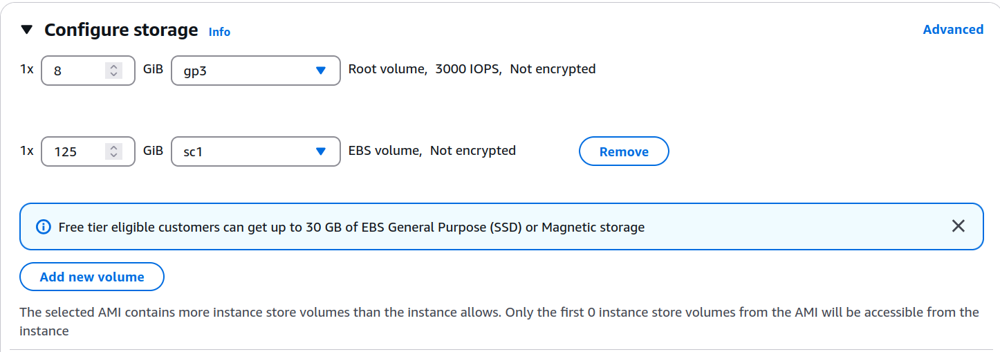 Configure storage Info Advanced
1x 8 GiB gp3 Root volume, 3000 IOPS, Not encrypted
1x 125 GiB sc1 EBS volume, Not encrypted Remove
Free tier eligible customers can get up to 30 GB of EBS General Purpose (SSD) or Magnetic storage
Add new volume
The selected AMI contains more instance store volumes than the instance allows. Only the first 0 instance store volumes from the AMI will be accessible from the
instance